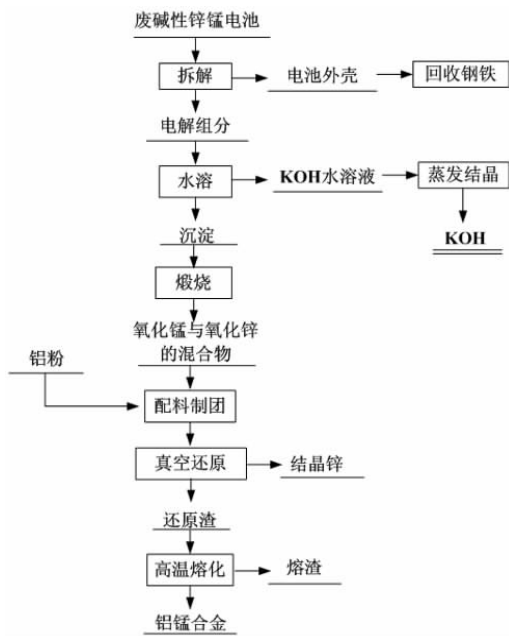 废碱性锌锰电池
拆解
电池外壳
回收钢铁
电解组分
水溶
KOH水溶液
蒸发结晶
沉淀
KOH
煅烧
氧化锰与氧化锌
的混合物
铝粉
配料制团
真空还原
结晶锌
还原渣
高温熔化
熔渣
铝锰合金